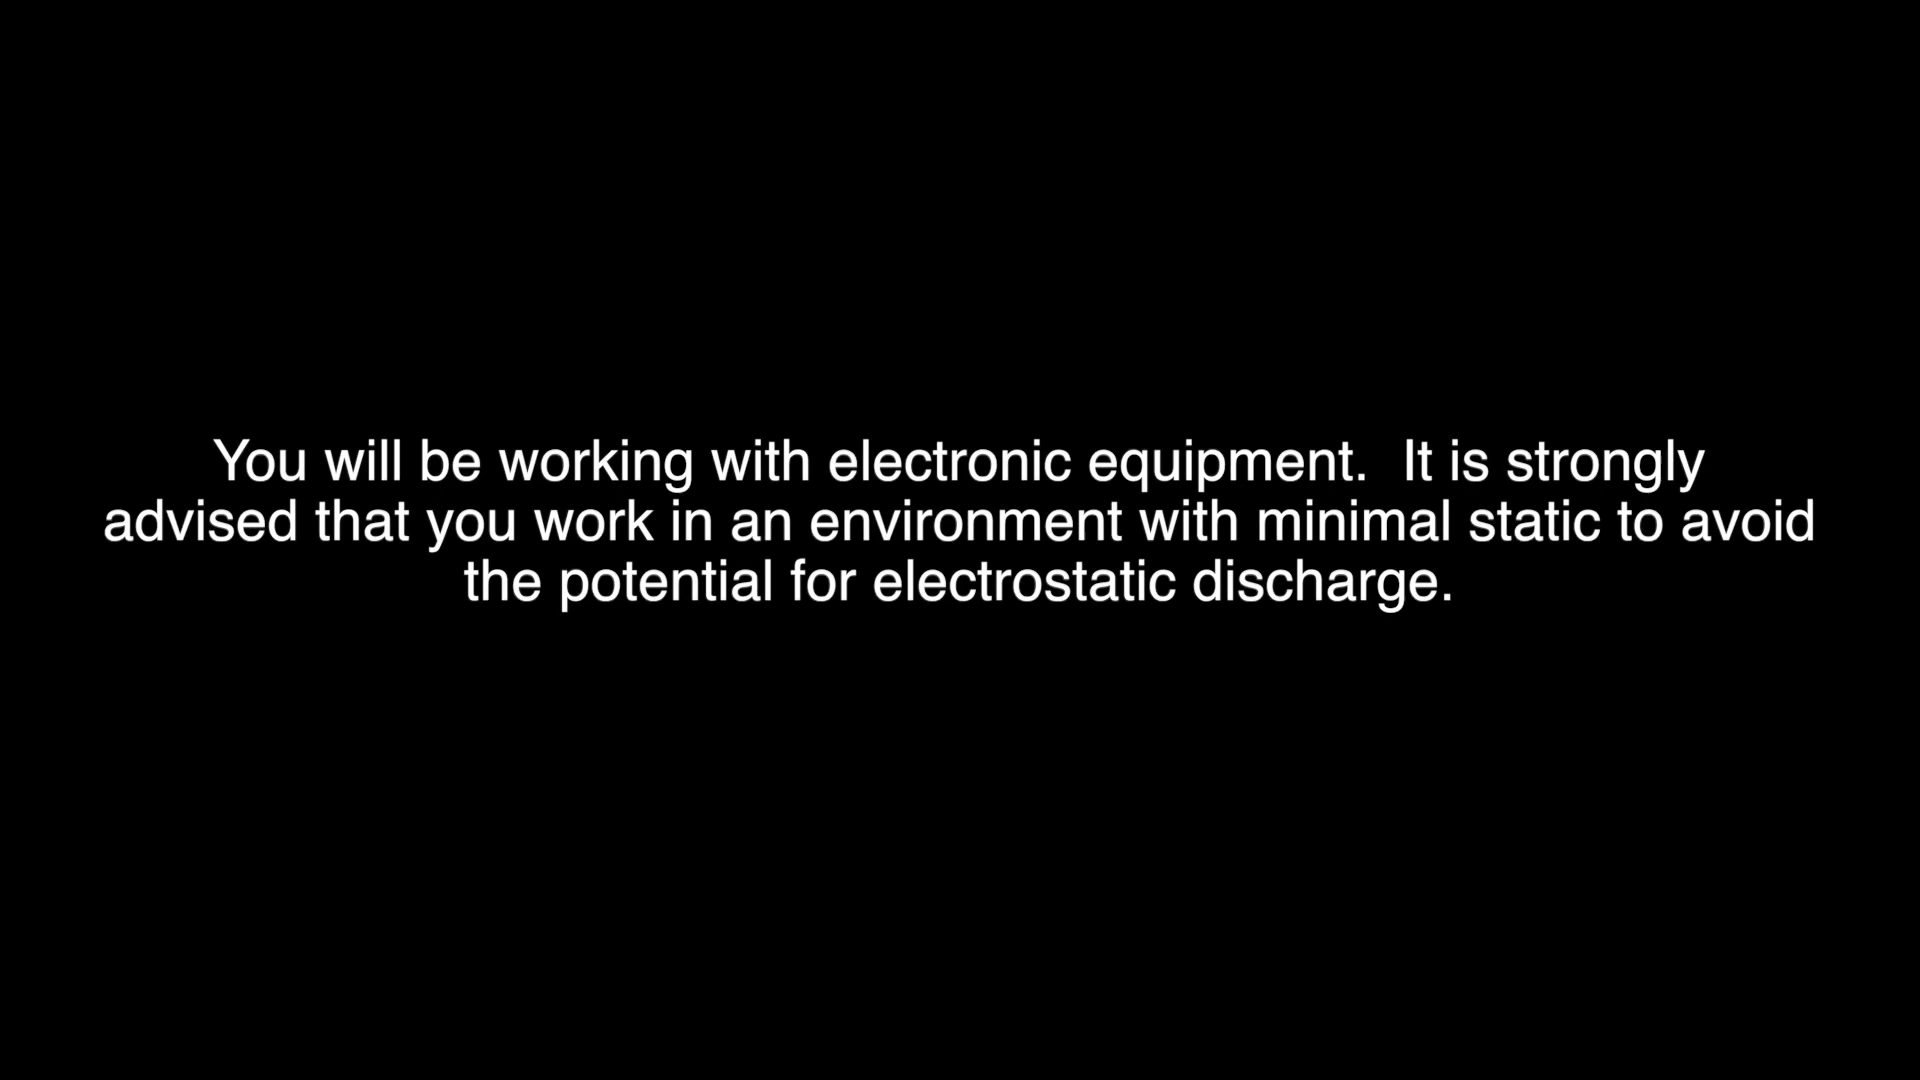 You will be working with electronic equipment.  It is strongly
advised that you work in an environment with minimal static to avoid
the potential for electrostatic discharge.